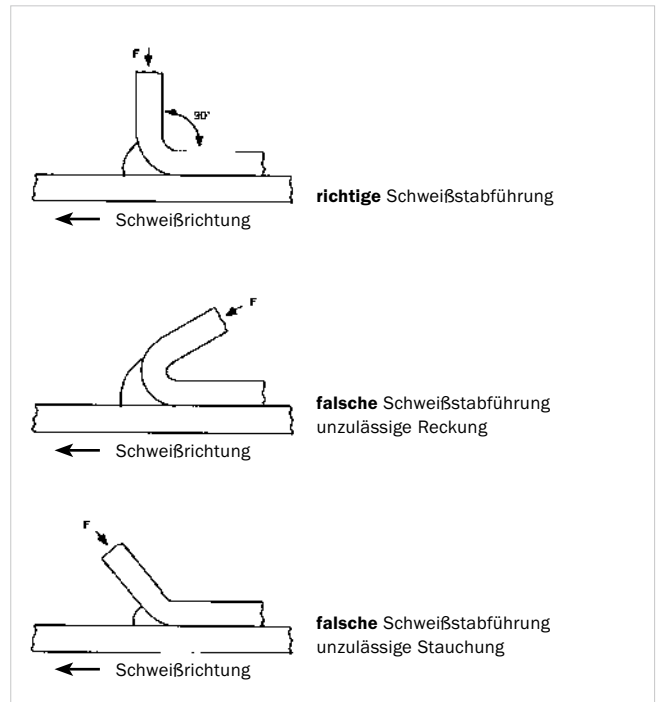 F
90°
richtige Schweißstabführung
Schweißrichtung
F
falsche Schweißstabführung
unzulässige Reckung
Schweißrichtung
F
falsche Schweißstabführung
unzulässige Stauchung
Schweißrichtung